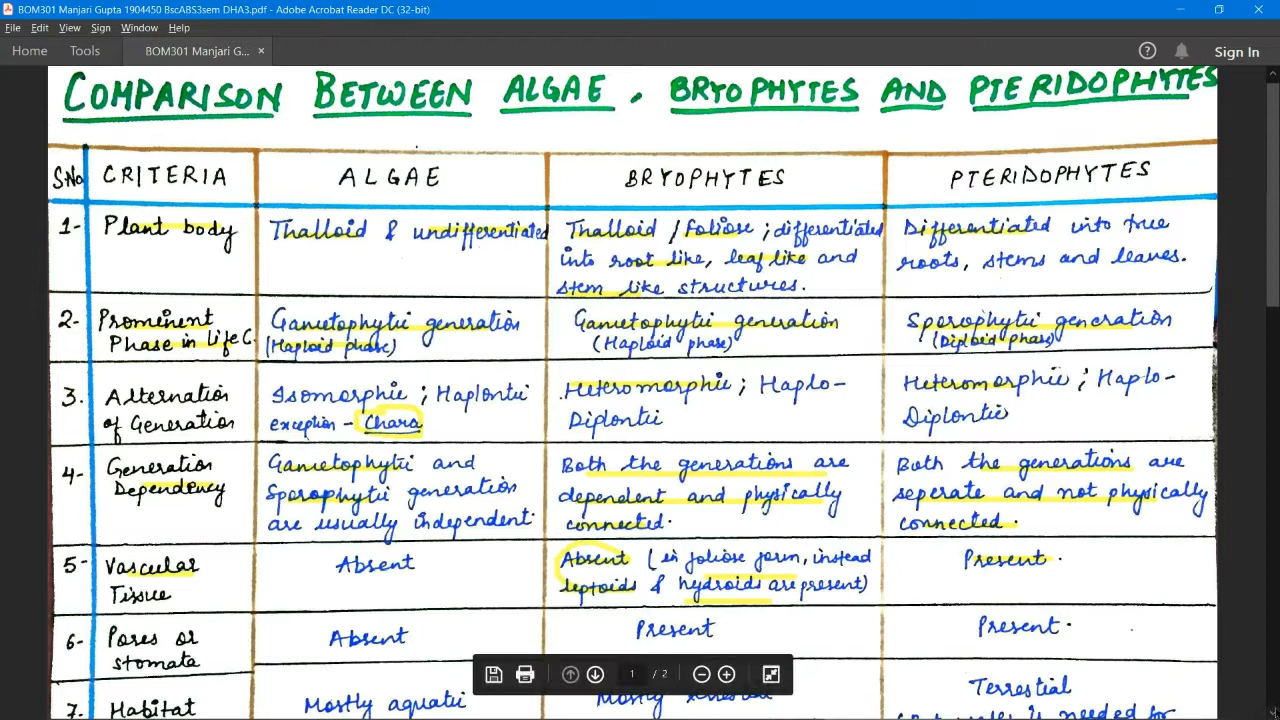 BOM301 Manjari Gupta 1904450 BscABS3sem DHA3.pdf - Adobe Acrobat Reader DC (32-bit)
File Edit View Sign Window Help
Home Tools BOM301 Manjari G... × Sign In
COMPARISON BETWEEN ALGAE, BRYOPHYTES AND PTERIDOPHYTES
S.No CRITERIA ALGAE BRYOPHYTES PTERIDOPHYTES
1- Plant body
Thalloid & undifferentiated
Thalloid / Foliose ; differentiated
into root like, leaf like and
stem like structures.
Differentiated into true
roots, stems and leaves.
2- Prominent
Phase in Life C.
Gametophytic generation
(Haploid phase)
Gametophytic generation
(Haploid phase)
Sporophytic generation
(Diploid phase)
3- Alternation
of Generation
Isomorphic ; Haplontic
exception - Chara
Heteromorphic ; Haplo-
Diplontic
Heteromorphic ; Haplo-
Diplontic
4- Generation
Dependency
Gametophytic and
Sporophytic generation
are usually independent.
Both the generations are
dependent and physically
connected.
Both the generations are
seperate and not physically
connected.
5- Vascular
Tissue
Absent
Absent (in foliose form, instead
leptoids & hydroids are present)
Present.
6- Pores or
stomata
Absent
Present
Present.
7. Habitat
Mostly aquatic
Mostly
Terrestial
is needed for
1 / 2